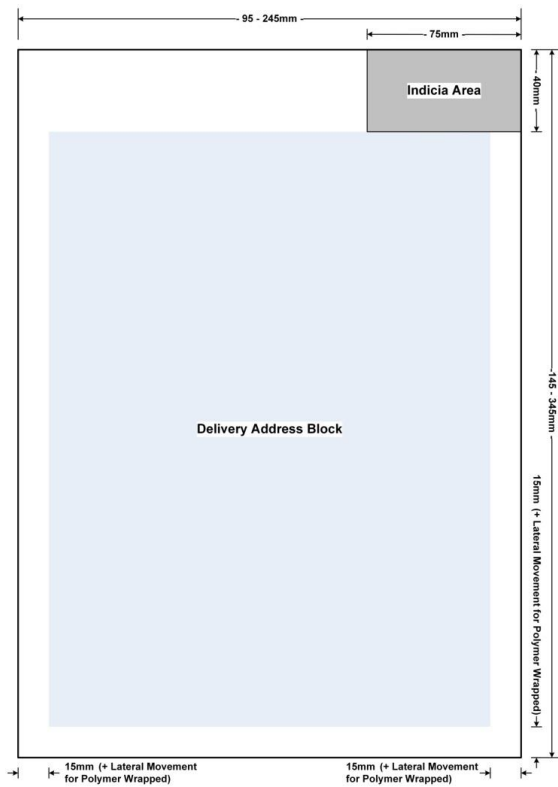 95 - 245mm
75mm
Indicia Area
40mm
145 - 345mm
Delivery Address Block
15mm (+ Lateral Movement for Polymer Wrapped)
15mm (+ Lateral Movement
for Polymer Wrapped)
15mm (+ Lateral Movement
for Polymer Wrapped)